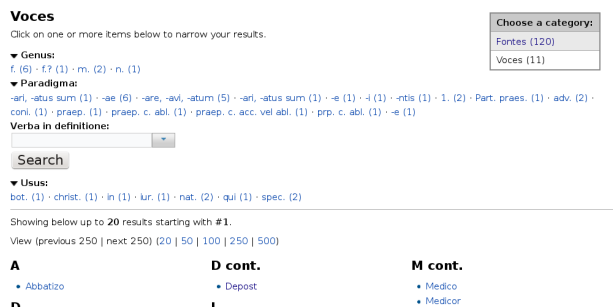 Voces
Click on one or more items below to narrow your results.
Choose a category:
Fontes (120)
Voces (11)
Genus:
f. (6) · f.? (1) · m. (2) · n. (1)
Paradigma:
-ari, -atus sum (1) · -ae (6) · -are, -avi, -atum (5) · -ari, -atus sum (1) · -e (1) · -i (1) · -ntis (1) · 1. (2) · Part. praes. (1) · adv. (2) ·
coni. (1) · praep. (1) · praep. c. abl. (1) · praep. c. acc. vel abl. (1) · prp. c. abl. (1) · -e (1)
Verba in definitione:
Search
Usus:
bot. (1) · christ. (1) · in (1) · iur. (1) · nat. (2) · qui (1) · spec. (2)
Showing below up to 20 results starting with #1.
View (previous 250 | next 250) (20 | 50 | 100 | 250 | 500)
A
• Abbatizo
D cont.
• Depost
M cont.
• Medico
• Medicor